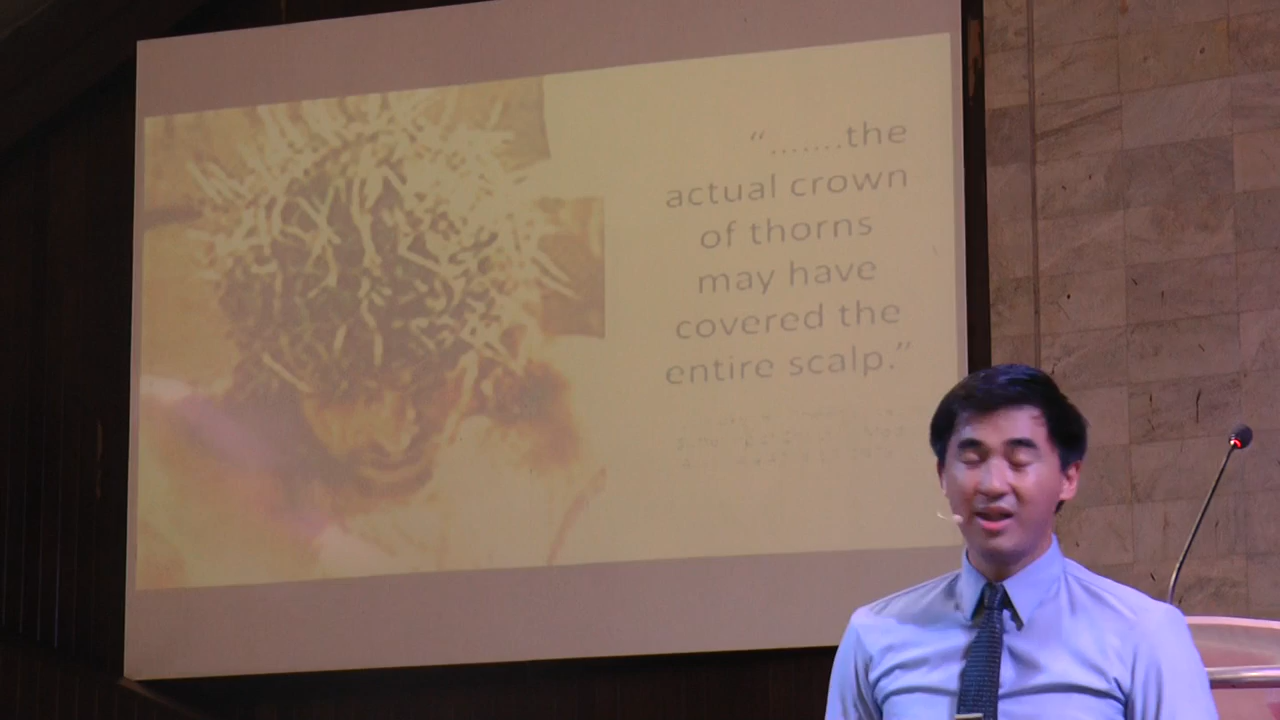 “.......the
actual crown
of thorns
may have
covered the
entire scalp.”